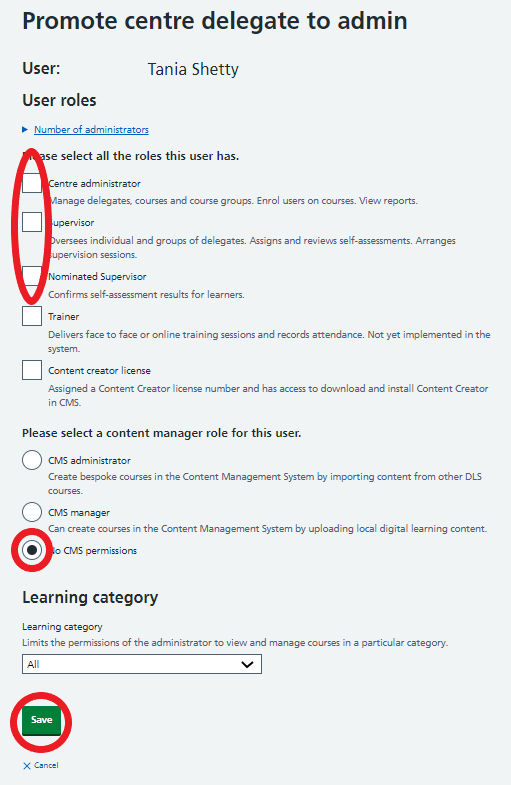 Promote centre delegate to admin
User: Tania Shetty
User roles
Number of administrators
Please select all the roles this user has.
Centre administrator
Manage delegates, courses and course groups. Enrol users on courses. View reports.
Supervisor
Oversees individual and groups of delegates. Assigns and reviews self-assessments. Arranges
supervision sessions.
Nominated Supervisor
Confirms self-assessment results for learners.
Trainer
Delivers face to face or online training sessions and records attendance. Not yet implemented in the
system.
Content creator license
Assigned a Content Creator license number and has access to download and install Content Creator
in CMS.
Please select a content manager role for this user.
CMS administrator
Create bespoke courses in the Content Management System by importing content from other DLS
courses.
CMS manager
Can create courses in the Content Management System by uploading local digital learning content.
No CMS permissions
Learning category
Learning category
Limits the permissions of the administrator to view and manage courses in a particular category.
All
Save
Cancel